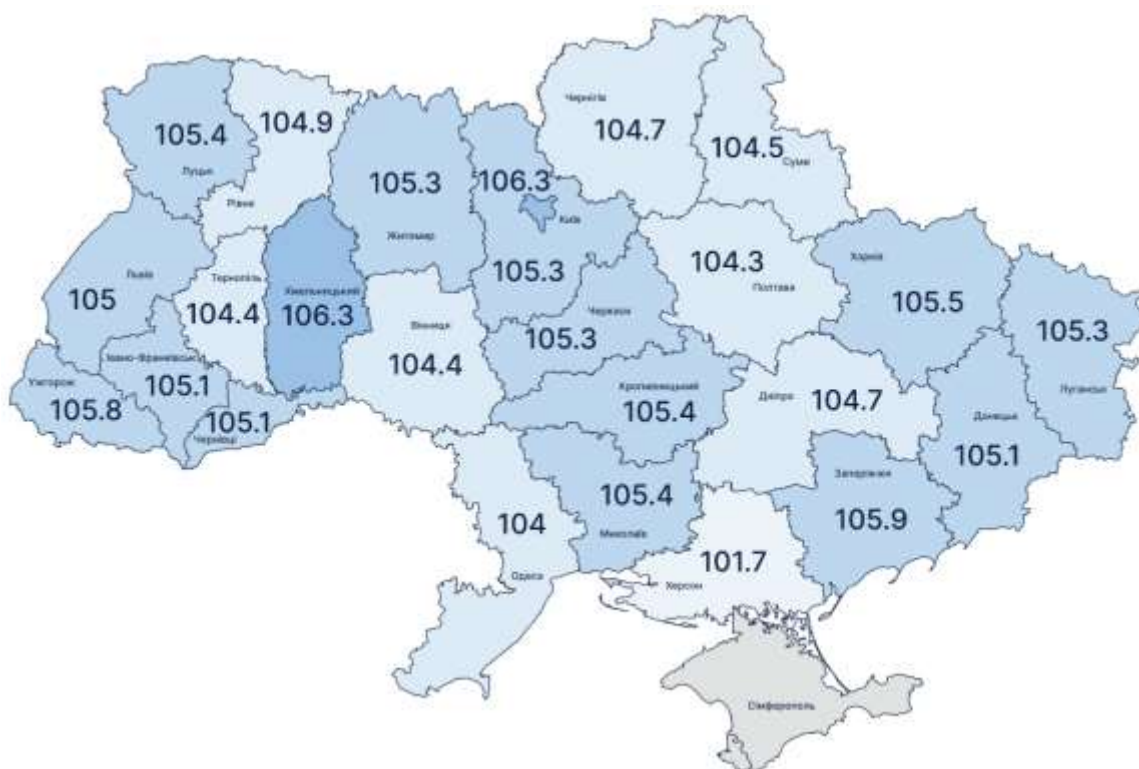 Чернігів
104.7
104.9
105.4
Луцьк
104.5
Суми
105.3
Житомир
106.3
Київ
105.3
Рівне
Львів
105
Тернопіль
104.4
Хмельницький
106.3
104.3
Полтава
Харків
105.5
105.3
Луганськ
Вінниця
104.4
Черкаси
105.3
Івано-Франківськ
105.1
Ужгород
105.8
105.1
Чернівці
Кропивницький
105.4
Дніпро
104.7
Донецьк
105.1
Запоріжжя
105.9
105.4
Миколаїв
104
Одеса
101.7
Херсон
Сімферополь